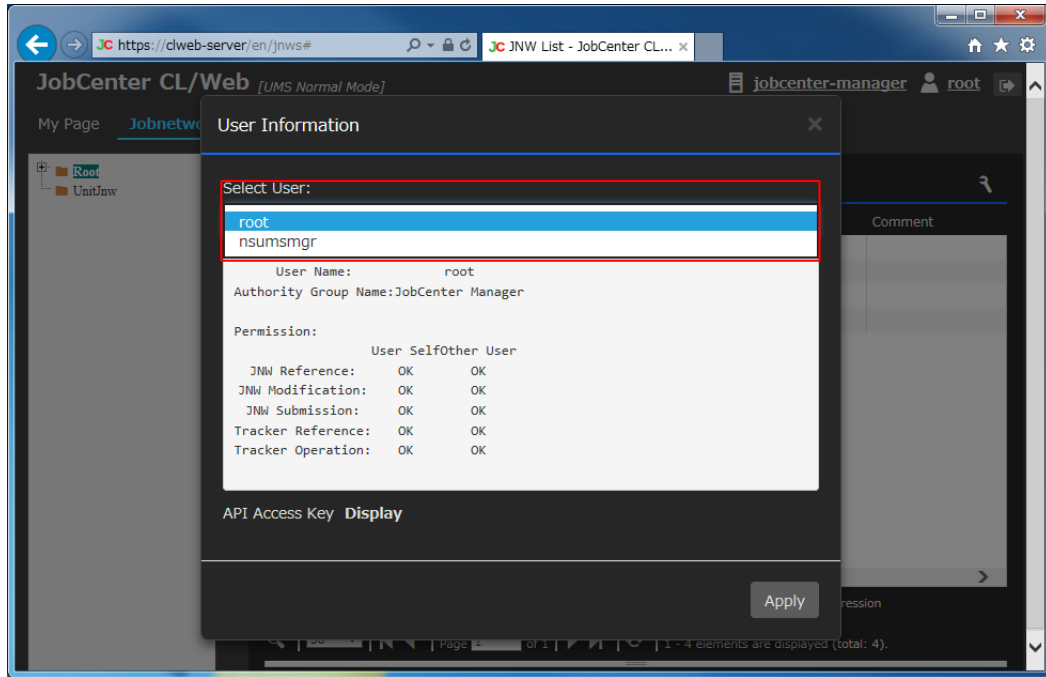 JC https://clweb-server/en/jnws#
JC JNW List - JobCenter CL...
JobCenter CL/Web [UMS Normal Mode]
jobcenter-manager root
My Page Jobnetwo
User Information
Root
UnitJnw
Select User:
root
nsumsmgr
Comment
User Name: root
Authority Group Name:JobCenter Manager
Permission:
User SelfOther User
JNW Reference: OK OK
JNW Modification: OK OK
JNW Submission: OK OK
Tracker Reference: OK OK
Tracker Operation: OK OK
API Access Key Display
Apply
ression
Page 1 of 1 1 - 4 elements are displayed (total: 4).